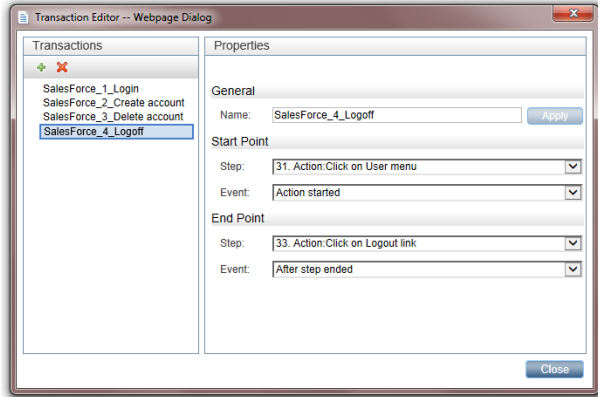 Transaction Editor -- Webpage Dialog
Transactions
SalesForce_1_Login
SalesForce_2_Create account
SalesForce_3_Delete account
SalesForce_4_Logoff
Properties
General
Name: SalesForce_4_Logoff Apply
Start Point
Step: 31. Action:Click on User menu
Event: Action started
End Point
Step: 33. Action:Click on Logout link
Event: After step ended
Close